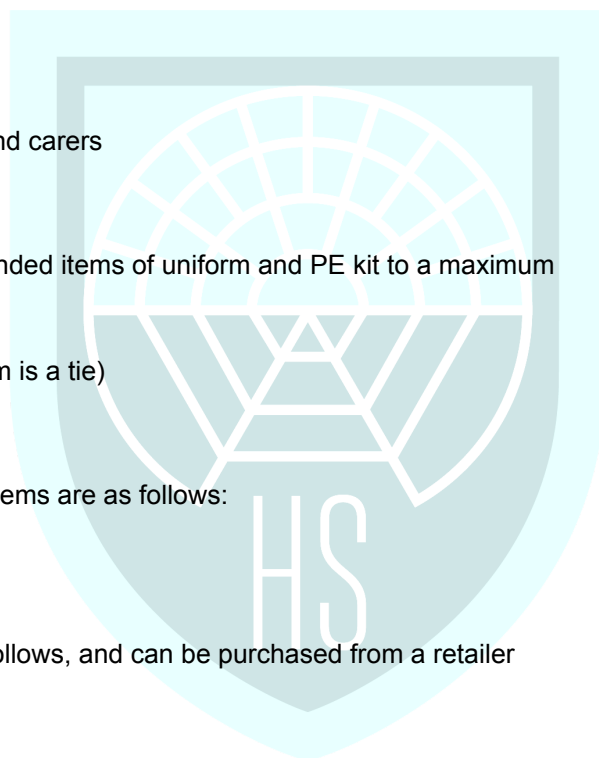 nd carers
nded items of uniform and PE kit to a maximum
m is a tie)
tems are as follows:
HS
ollows, and can be purchased from a retailer